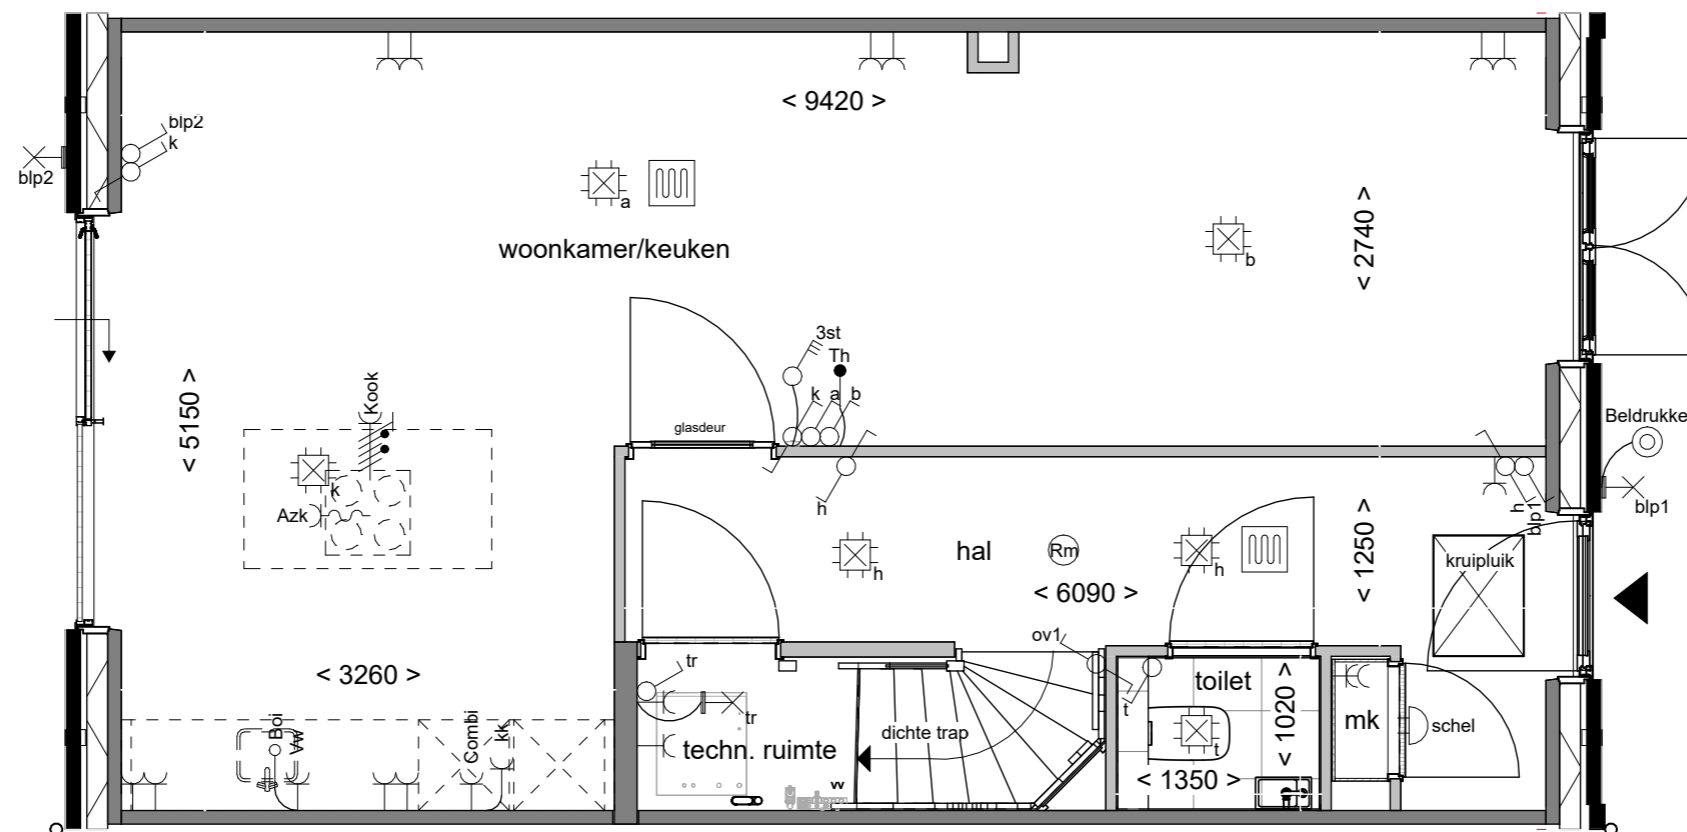 < 9420 >
blp2
k
blp2
a
woonkamer/keuken
< 2740 >
b
3st
Th
k a b
glasdeur
Kook
< 5150 >
k
Azk
h
h
hal
Rm
h
< 6090 >
< 1250 >
h
blp1
Beldrukke
blp1
kruipluik
ov1
< 3260 >
tr
tr
techn. ruimte
dichte trap
vv
toilet
t
t
< 1020 >
< 1350 >
mk
schel
Boi
Vw
Combi
kk